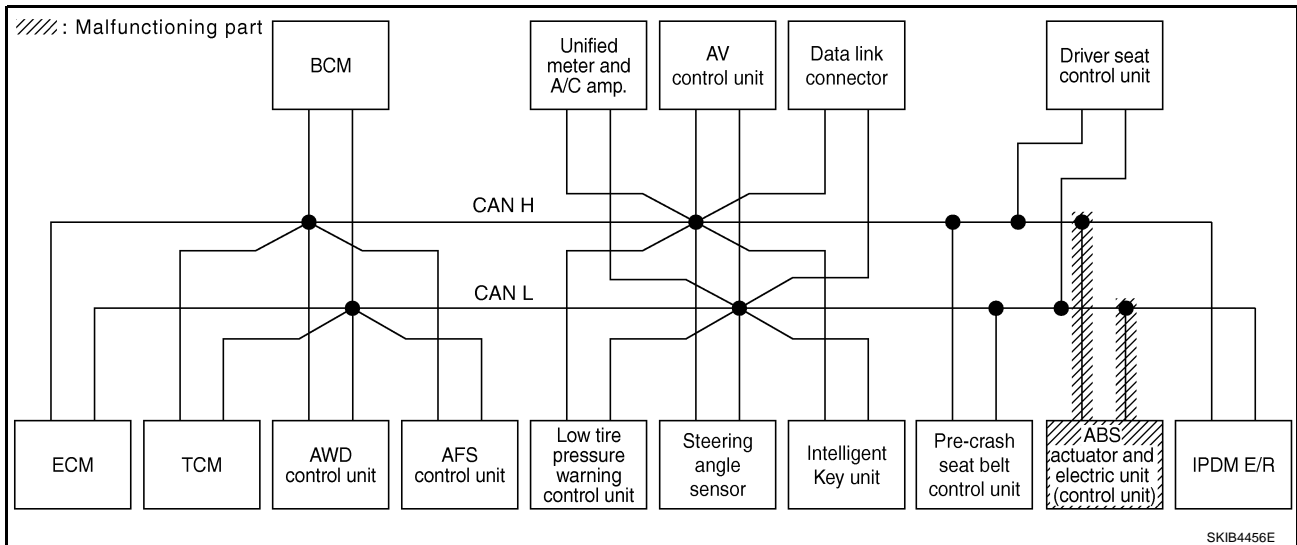 : Malfunctioning part
BCM
Unified
meter and
A/C amp.
AV
control unit
Data link
connector
Driver seat
control unit
CAN H
CAN L
ECM
TCM
AWD
control unit
AFS
control unit
Low tire
pressure
warning
control unit
Steering
angle
sensor
Intelligent
Key unit
Pre-crash
seat belt
control unit
ABS
actuator and
electric unit
(control unit)
IPDM E/R
SKIB4456E